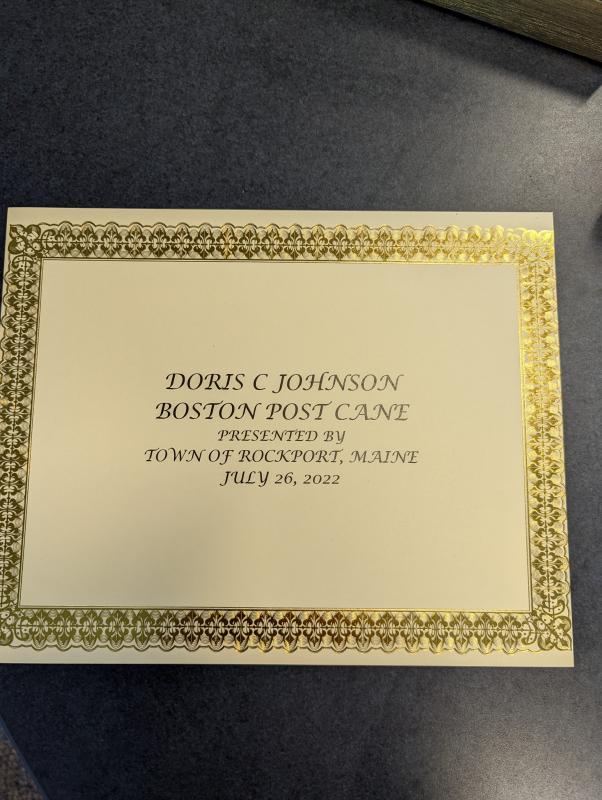 DORIS C JOHNSON
BOSTON POST CANE
PRESENTED BY
TOWN OF ROCKPORT, MAINE
JULY 26, 2022